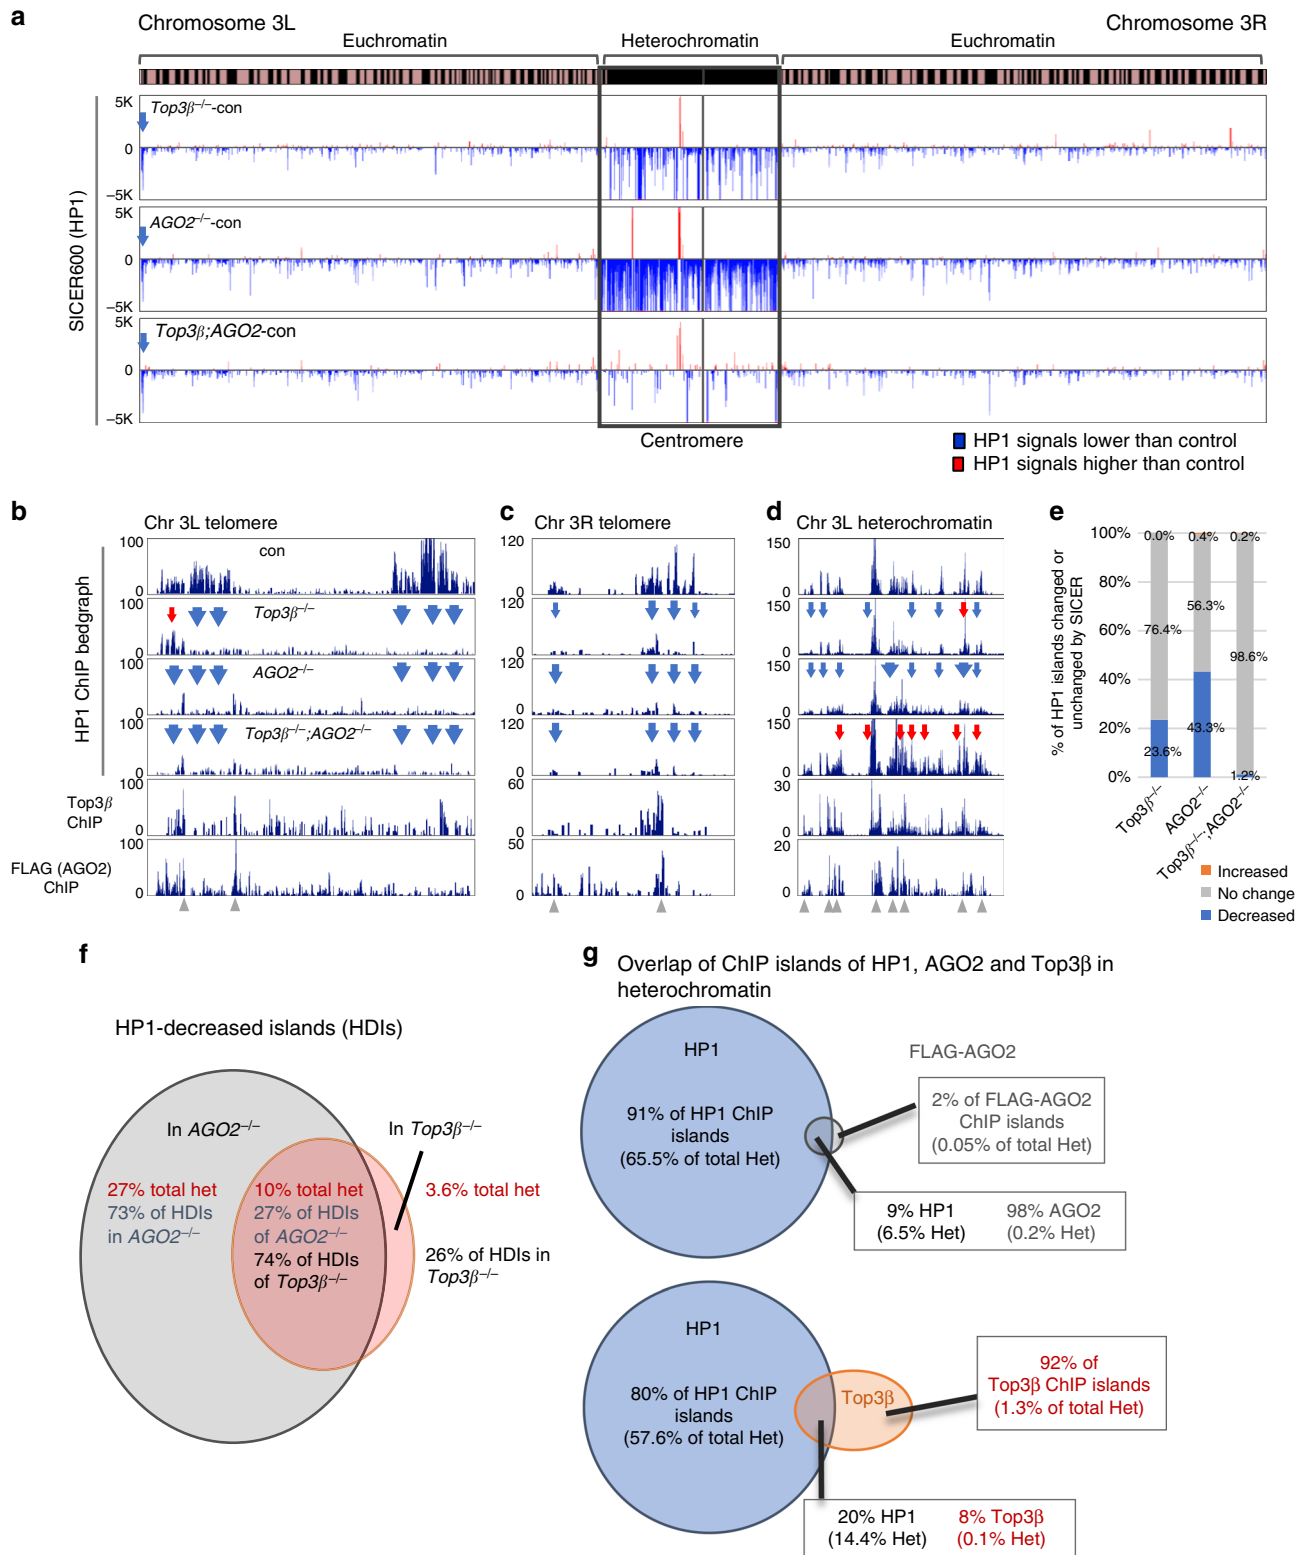 a
Chromosome 3L
Chromosome 3R
Euchromatin
Heterochromatin
Euchromatin
SICER600 (HP1)
5K
0
–5K
Top3β–/–-con
5K
0
–5K
AGO2–/–-con
5K
0
–5K
Top3β;AGO2-con
Centromere
HP1 signals lower than control
HP1 signals higher than control
b
Chr 3L telomere
HP1 ChIP bedgraph
100
0
con
100
0
Top3β–/–
100
0
AGO2–/–
100
0
Top3β–/–;AGO2–/–
Top3β
ChIP
100
0
FLAG (AGO2)
ChIP
100
0
c
Chr 3R telomere
120
0
120
0
120
0
120
0
60
0
50
0
d
Chr 3L heterochromatin
150
0
150
0
150
0
150
0
30
0
20
0
e
% of HP1 islands changed or
unchanged by SICER
100%
80%
60%
40%
20%
0%
0.0%
0.4%
0.2%
76.4%
56.3%
98.6%
23.6%
43.3%
1.2%
Top3β–/–
AGO2–/–
Top3β–/–;AGO2–/–
Increased
No change
Decreased
f
HP1-decreased islands (HDIs)
In AGO2–/–
In Top3β–/–
27% total het
73% of HDIs
in AGO2–/–
10% total het
27% of HDIs
of AGO2–/–
74% of HDIs
of Top3β–/–
3.6% total het
26% of HDIs in
Top3β–/–
g
Overlap of ChIP islands of HP1, AGO2 and Top3β in
heterochromatin
HP1
91% of HP1 ChIP
islands
(65.5% of total Het)
FLAG-AGO2
2% of FLAG-AGO2
ChIP islands
(0.05% of total Het)
9% HP1
(6.5% Het)
98% AGO2
(0.2% Het)
HP1
80% of HP1 ChIP
islands
(57.6% of total Het)
Top3β
92% of
Top3β ChIP islands
(1.3% of total Het)
20% HP1
(14.4% Het)
8% Top3β
(0.1% Het)